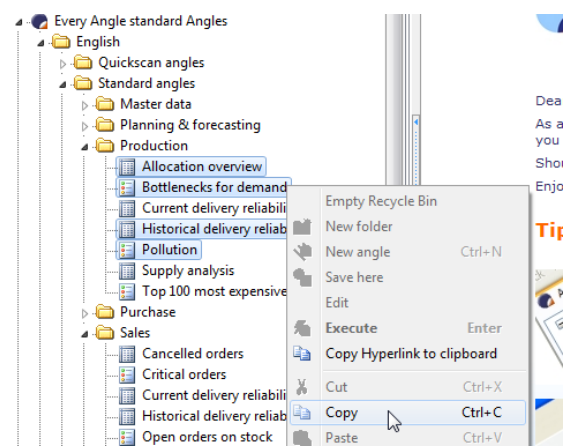 Every Angle standard Angles
English
Quickscan angles
Standard angles
Master data
Planning & forecasting
Production
Allocation overview
Bottlenecks for demand
Current delivery reliabili
Historical delivery reliab
Pollution
Supply analysis
Top 100 most expensive
Purchase
Sales
Cancelled orders
Critical orders
Current delivery reliabili
Historical delivery reliab
Open orders on stock
Empty Recycle Bin
New folder
New angle Ctrl+N
Save here
Edit
Execute Enter
Copy Hyperlink to clipboard
Cut Ctrl+X
Copy Ctrl+C
Paste Ctrl+V
Dea
As a
you
Shou
Enjo
Tip